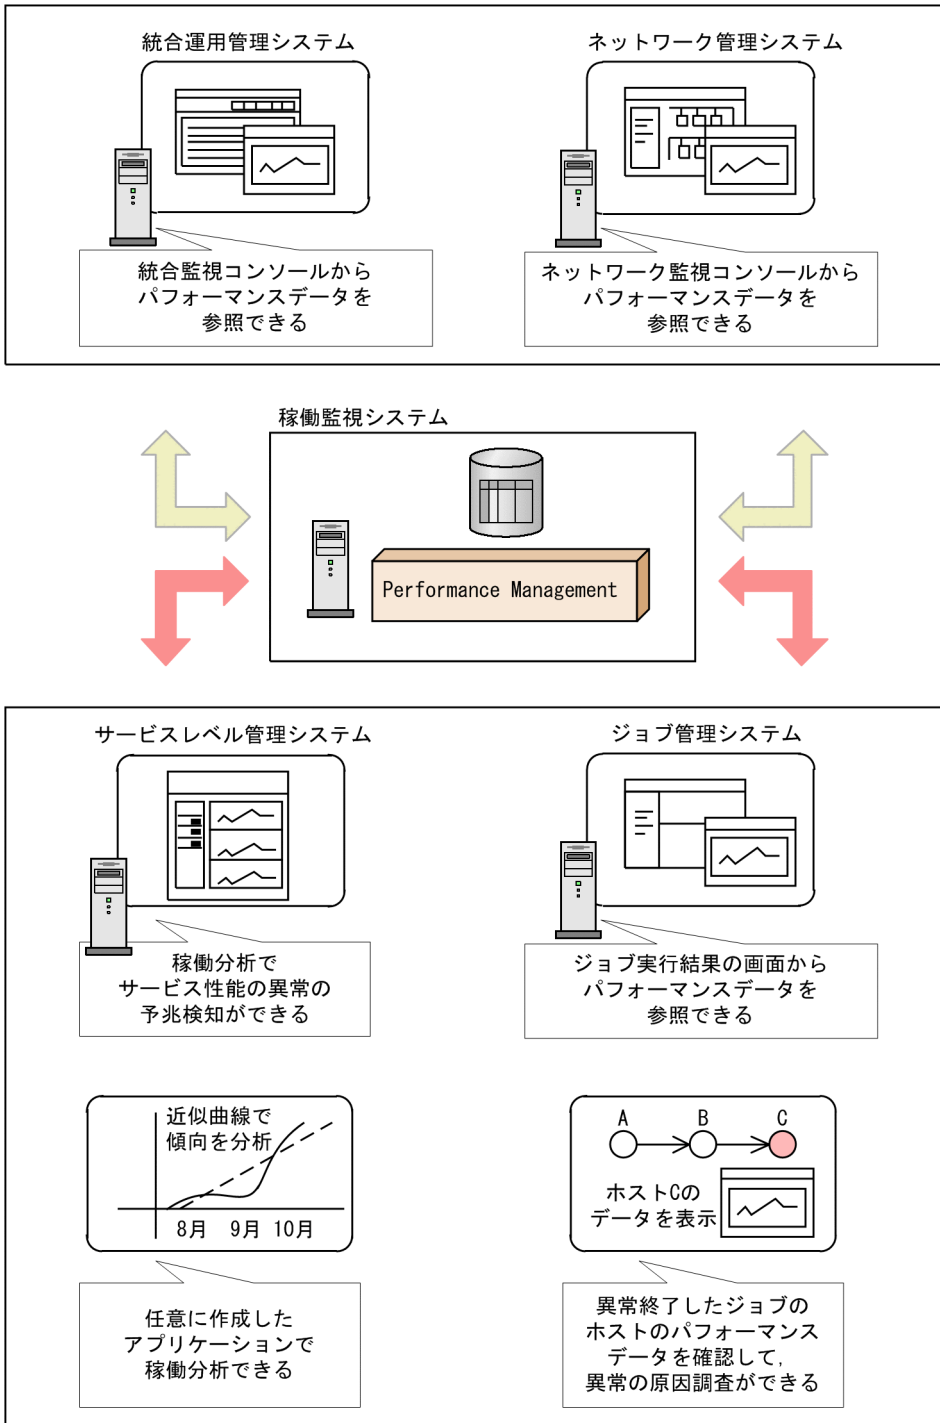 統合運用管理システム
ネットワーク管理システム
統合監視コンソールから
パフォーマンスデータを
参照できる
ネットワーク監視コンソールから
パフォーマンスデータを
参照できる
稼働監視システム
Performance Management
サービスレベル管理システム
ジョブ管理システム
稼働分析で
サービス性能の異常の
予兆検知ができる
ジョブ実行結果の画面から
パフォーマンスデータを
参照できる
近似曲線で
傾向を分析
8月 9月 10月
A B C
ホストCの
データを表示
任意に作成した
アプリケーションで
稼働分析できる
異常終了したジョブの
ホストのパフォーマンス
データを確認して，
異常の原因調査ができる